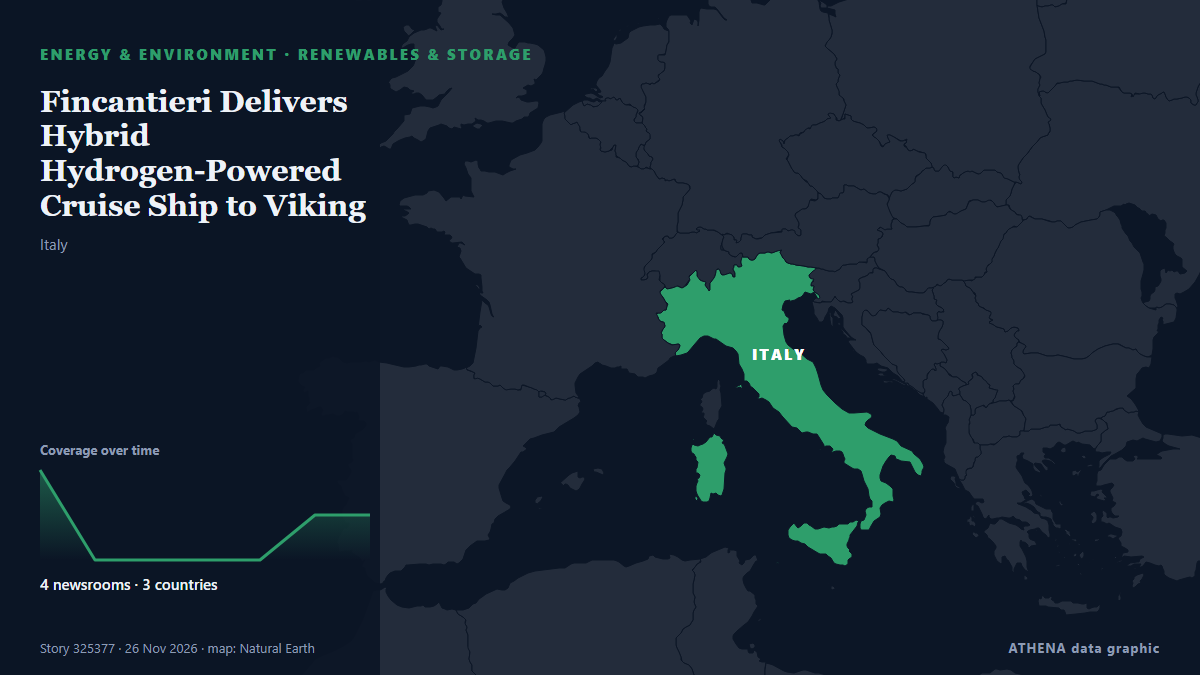 ENERGY & ENVIRONMENT · RENEWABLES & STORAGE
Fincantieri Delivers
Hybrid
Hydrogen-Powered
Cruise Ship to Viking
Italy
ITALY
Coverage over time
4 newsrooms · 3 countries
Story 325377 · 26 Nov 2026 · map: Natural Earth
ATHENA data graphic